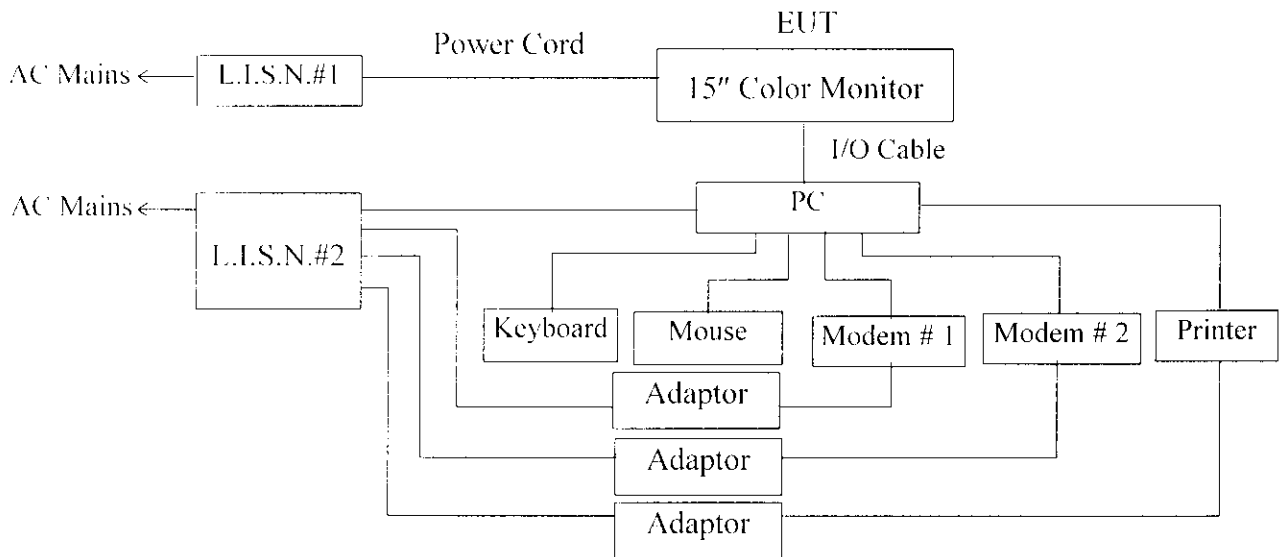 EUT
Power Cord
AC Mains
L.I.S.N.#1
15" Color Monitor
I/O Cable
AC Mains
L.I.S.N.#2
PC
Keyboard
Mouse
Modem # 1
Modem # 2
Printer
Adaptor
Adaptor
Adaptor